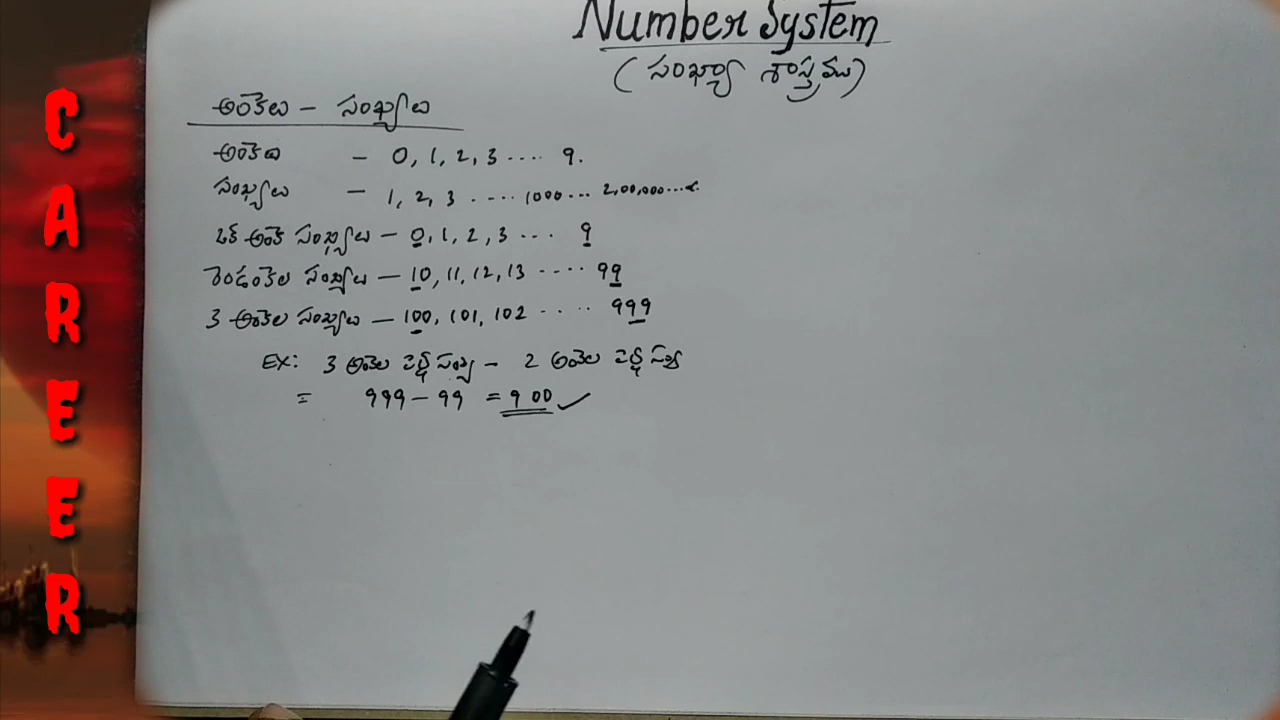 CAREER
Number System
(సంఖ్యా శాస్త్రము)
అంకెలు - సంఖ్యలు
అంకెలు - 0, 1, 2, 3 .... 9.
సంఖ్యలు - 1, 2, 3 ..... 1000 ... 2,00,000 ...
ఒక అంకె సంఖ్యలు - 0, 1, 2, 3 ... 9
రెండంకెల సంఖ్యలు - 10, 11, 12, 13 ..... 99
3 అంకెల సంఖ్యలు - 100, 101, 102 ..... 999
EX: 3 అంకెల పెద్ద సంఖ్య - 2 అంకెల పెద్ద సంఖ్య
= 999 - 99 = 900 ✓